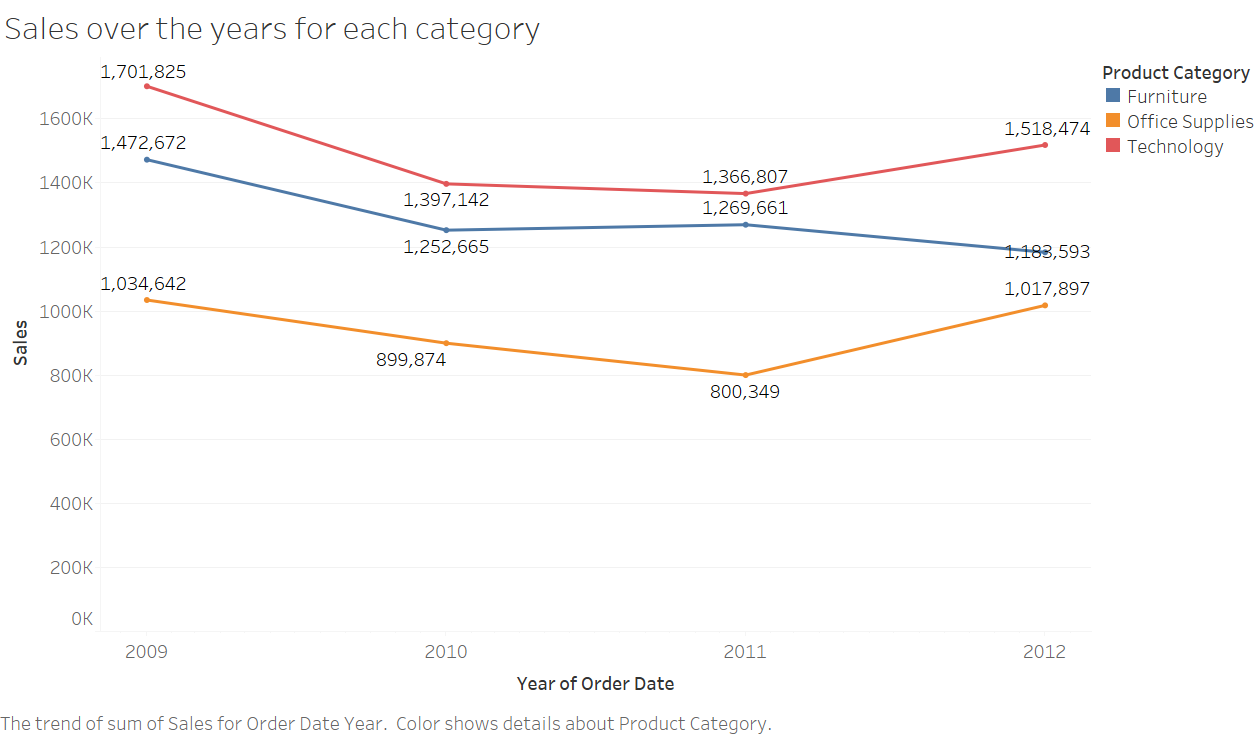 Sales over the years for each category
1,701,825
Product Category
Furniture
Office Supplies
Technology
1600K
1,518,474
1,472,672
1400K
1,366,807
1,397,142
1,269,661
1200K
1,252,665
1,183,593
1,034,642
1,017,897
1000K
Sales
899,874
800K
800,349
600K
400K
200K
0K
2009 2010 2011 2012
Year of Order Date
The trend of sum of Sales for Order Date Year. Color shows details about Product Category.